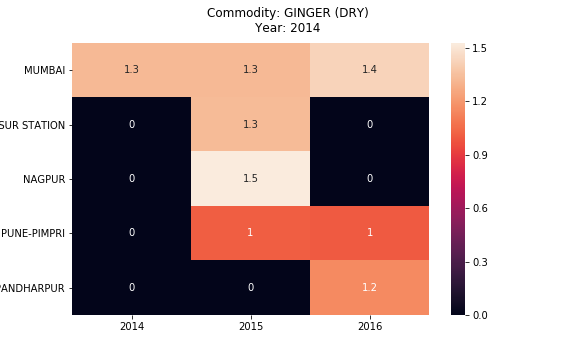 Commodity: GINGER (DRY)
Year: 2014
MUMBAI 1.3 1.3 1.4
SUR STATION 0 1.3 0
NAGPUR 0 1.5 0
PUNE-PIMPRI 0 1 1
PANDHARPUR 0 0 1.2
2014 2015 2016
1.5
1.2
0.9
0.6
0.3
0.0